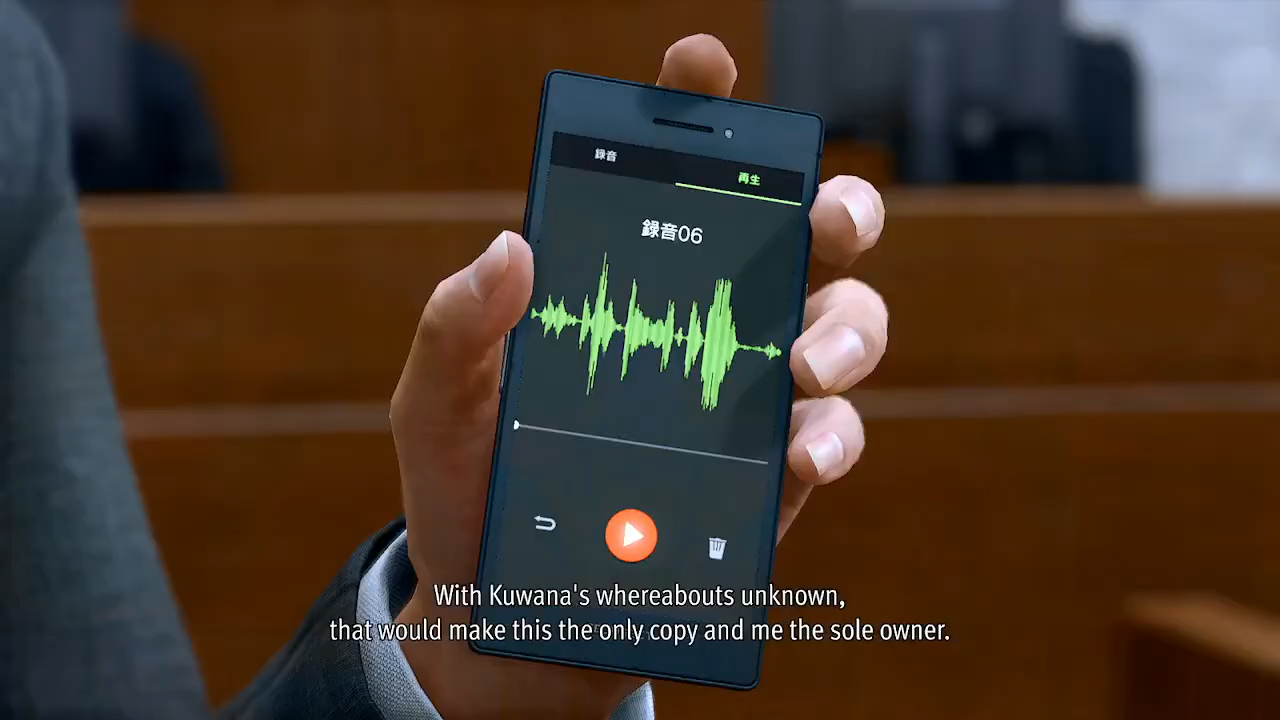 録音
再生
録音06
With Kuwana's whereabouts unknown,
that would make this the only copy and me the sole owner.